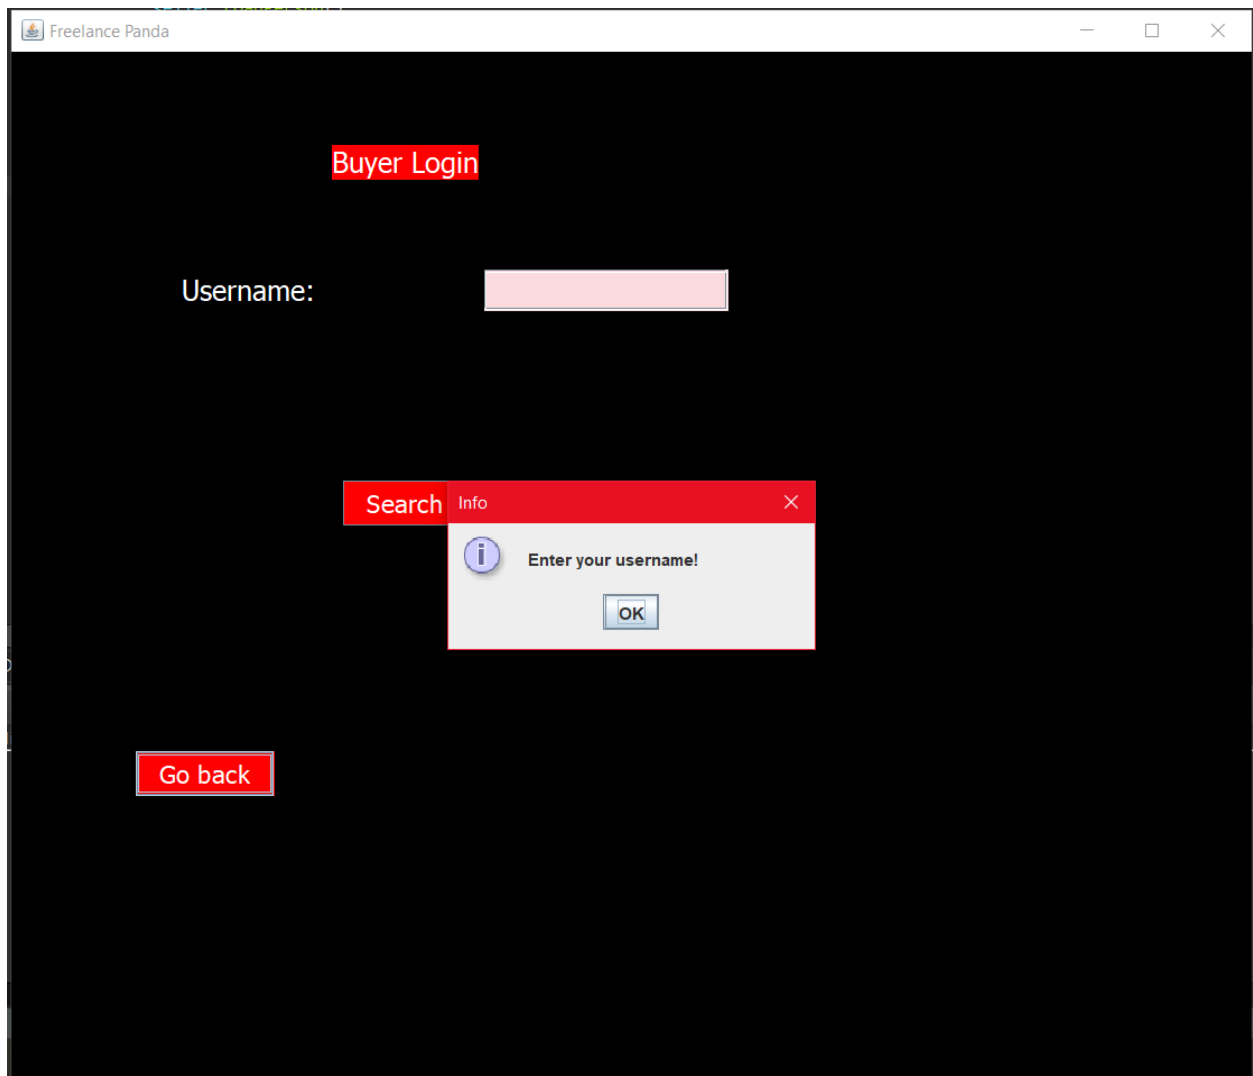 Freelance Panda
Buyer Login
Username:
Search
Info
Enter your username!
OK
Go back